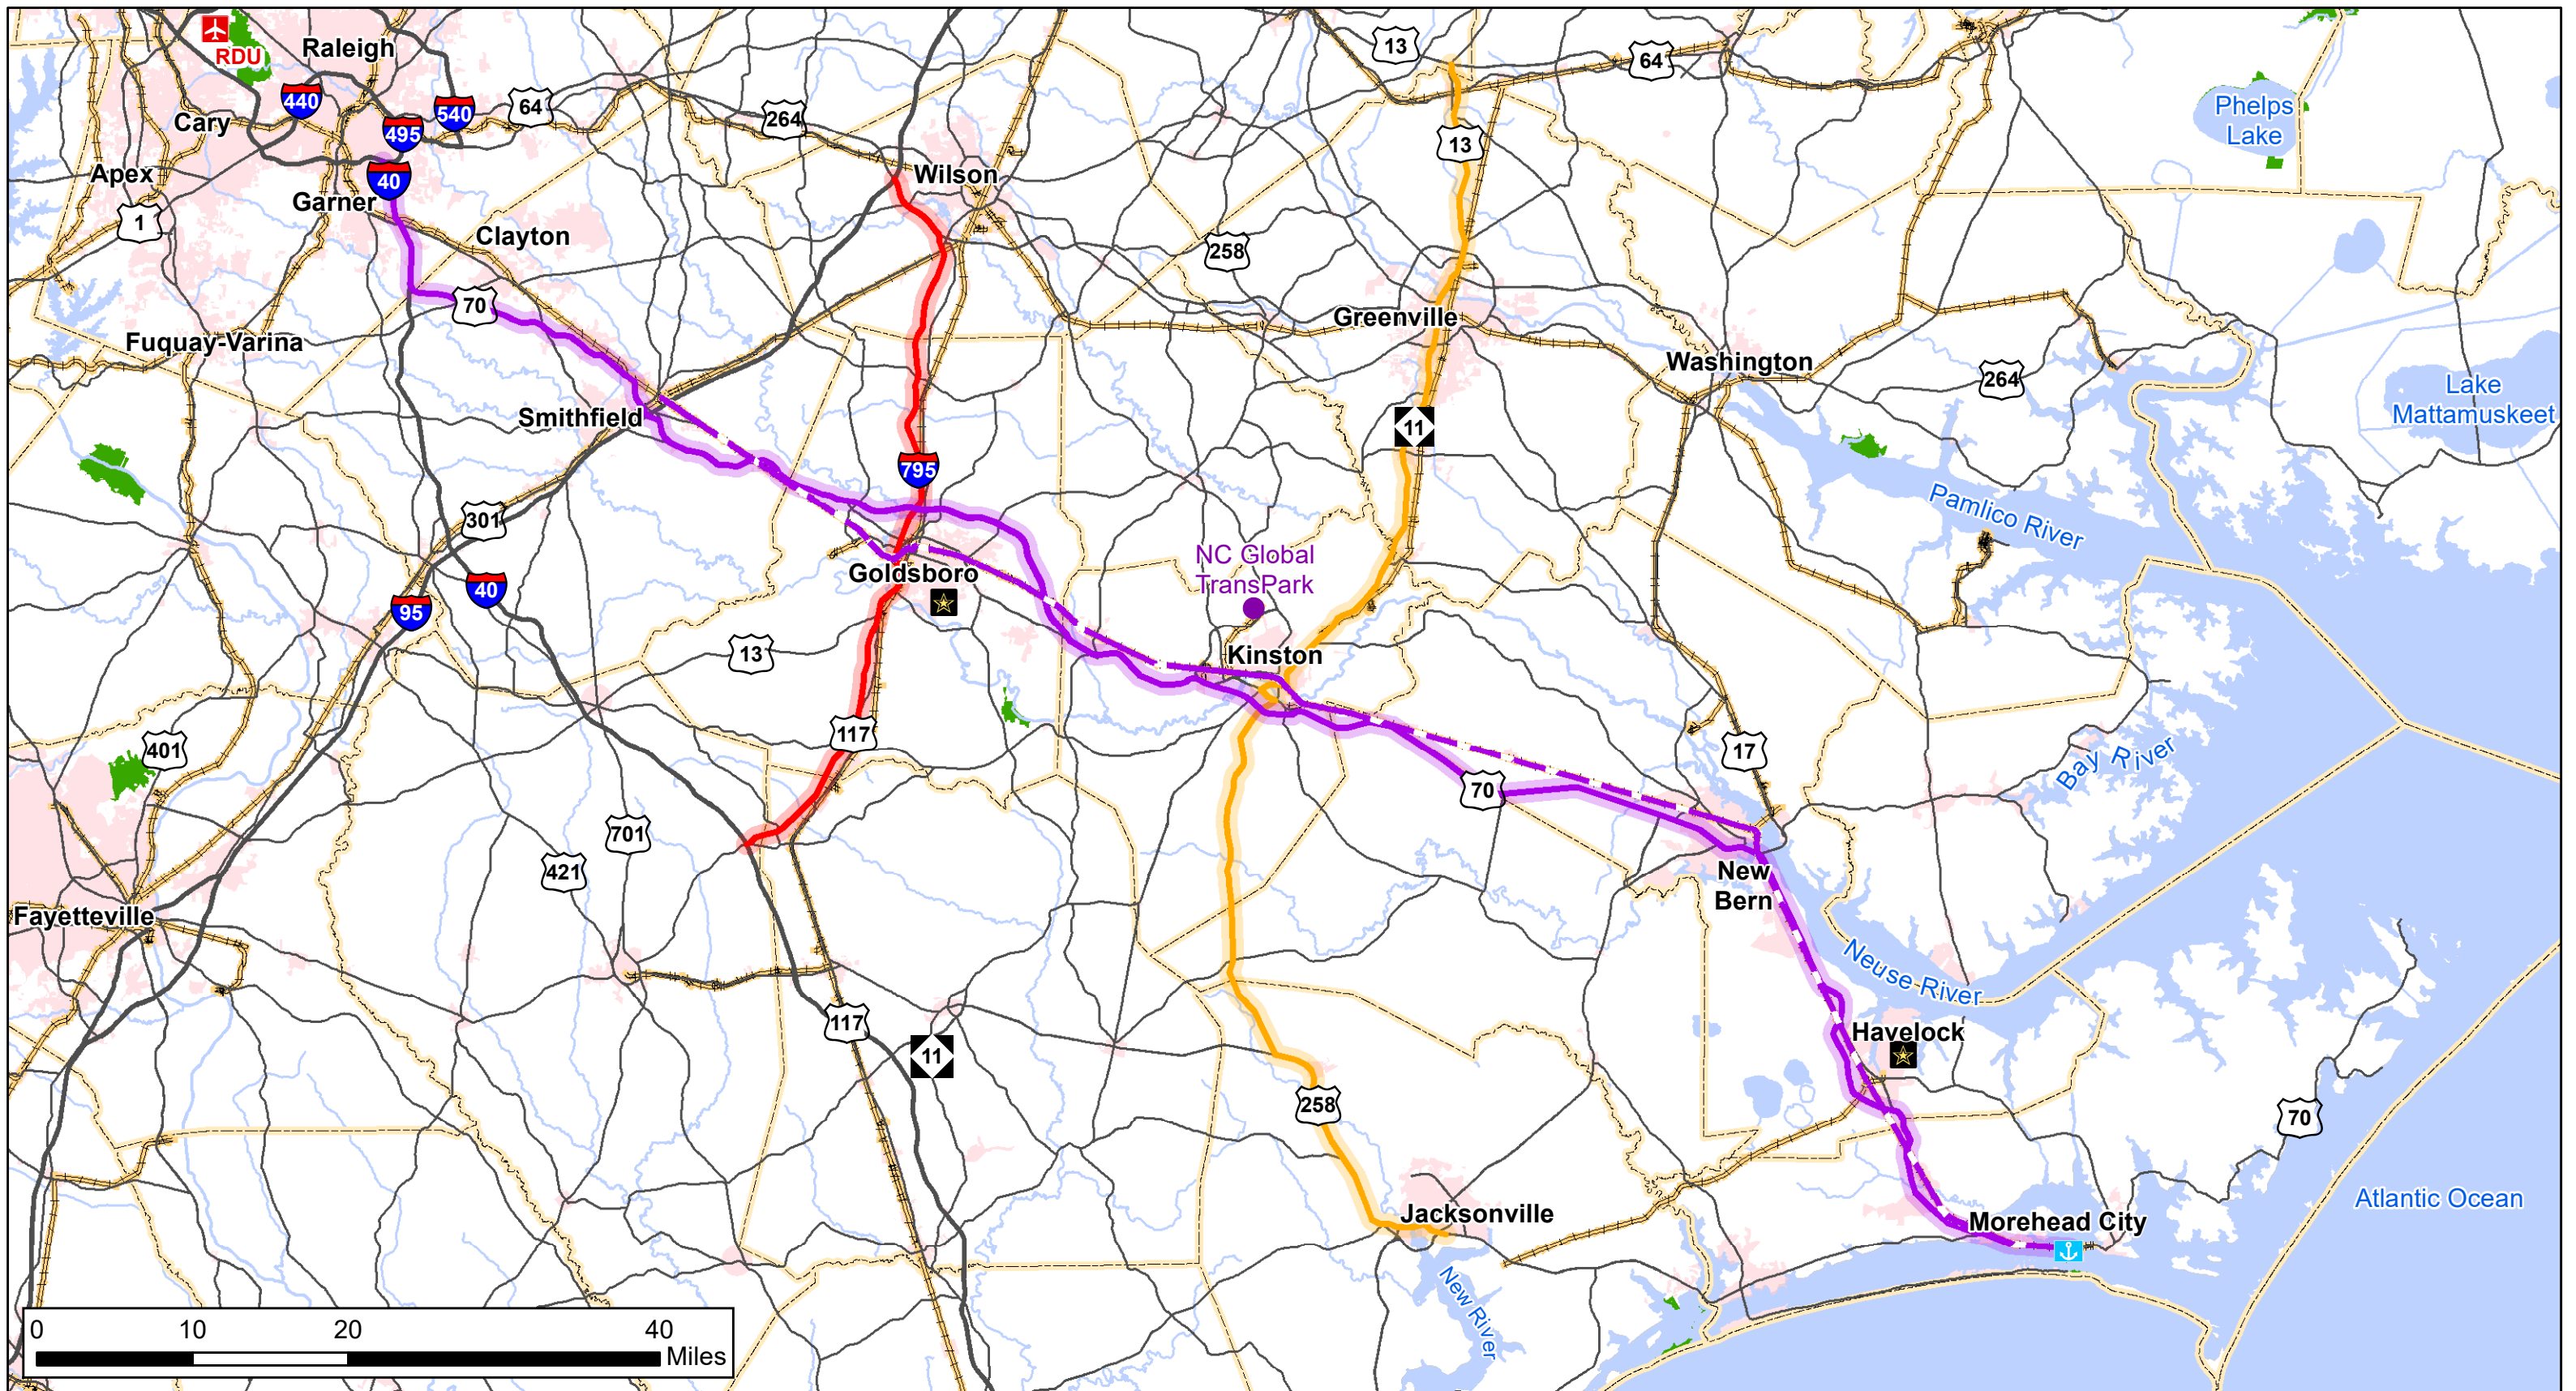 RDU
Raleigh
13
64
440
540
64
264
Phelps
Lake
Cary
495
13
Apex
40
Wilson
Garner
1
Clayton
258
70
Greenville
Fuquay-Varina
Washington
264
Lake
Mattamuskeet
Smithfield
11
795
Pamlico River
301
NC Global
TransPark
Goldsboro
40
95
13
Kinston
117
401
17
Bay River
70
701
421
New
Bern
Fayetteville
Neuse River
117
11
Havelock
258
70
Atlantic Ocean
Jacksonville
Morehead City
New River
0 10 20 40
Miles